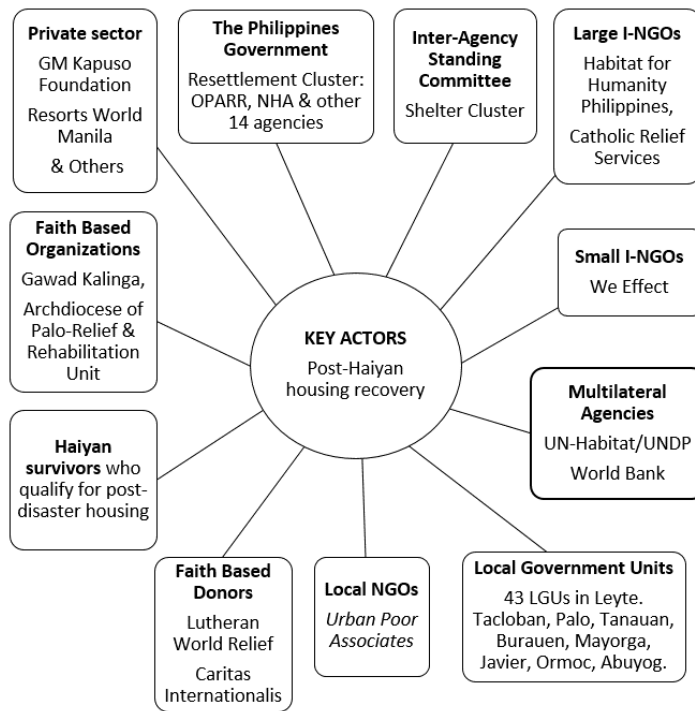 Private sector
GM Kapuso
Foundation
Resorts World
Manila
& Others
The Philippines
Government
Resettlement Cluster:
OPARR, NHA & other
14 agencies
Inter-Agency
Standing
Committee
Shelter Cluster
Large I-NGOs
Habitat for
Humanity
Philippines,
Catholic Relief
Services
Faith Based
Organizations
Gawad Kalinga,
Archdiocese of
Palo-Relief &
Rehabilitation
Unit
KEY ACTORS
Post-Haiyan
housing recovery
Small I-NGOs
We Effect
Multilateral
Agencies
UN-Habitat/UNDP
World Bank
Haiyan
survivors who
qualify for post-
disaster housing
Faith Based
Donors
Lutheran
World Relief
Caritas
Internationalis
Local NGOs
Urban Poor
Associates
Local Government Units
43 LGUs in Leyte.
Tacloban, Palo, Tanauan,
Burauen, Mayorga,
Javier, Ormoc, Abuyog.